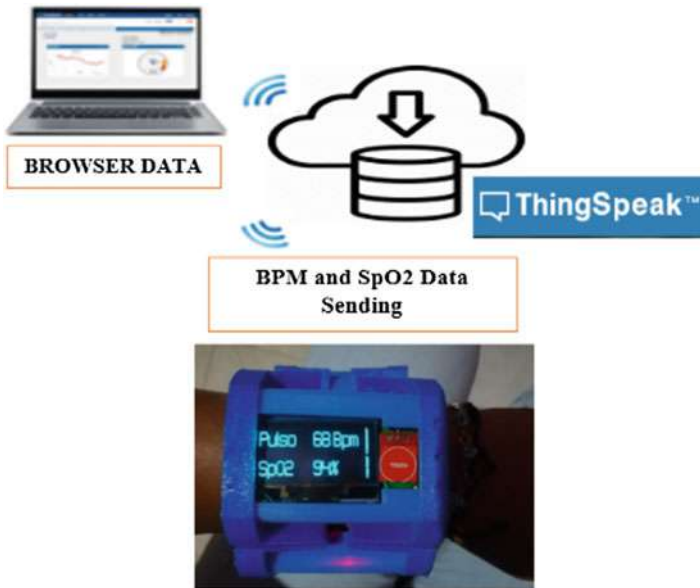 BROWSER DATA
ThingSpeak™
BPM and SpO2 Data
Sending
Pulso 68 Bpm
SpO2 94%